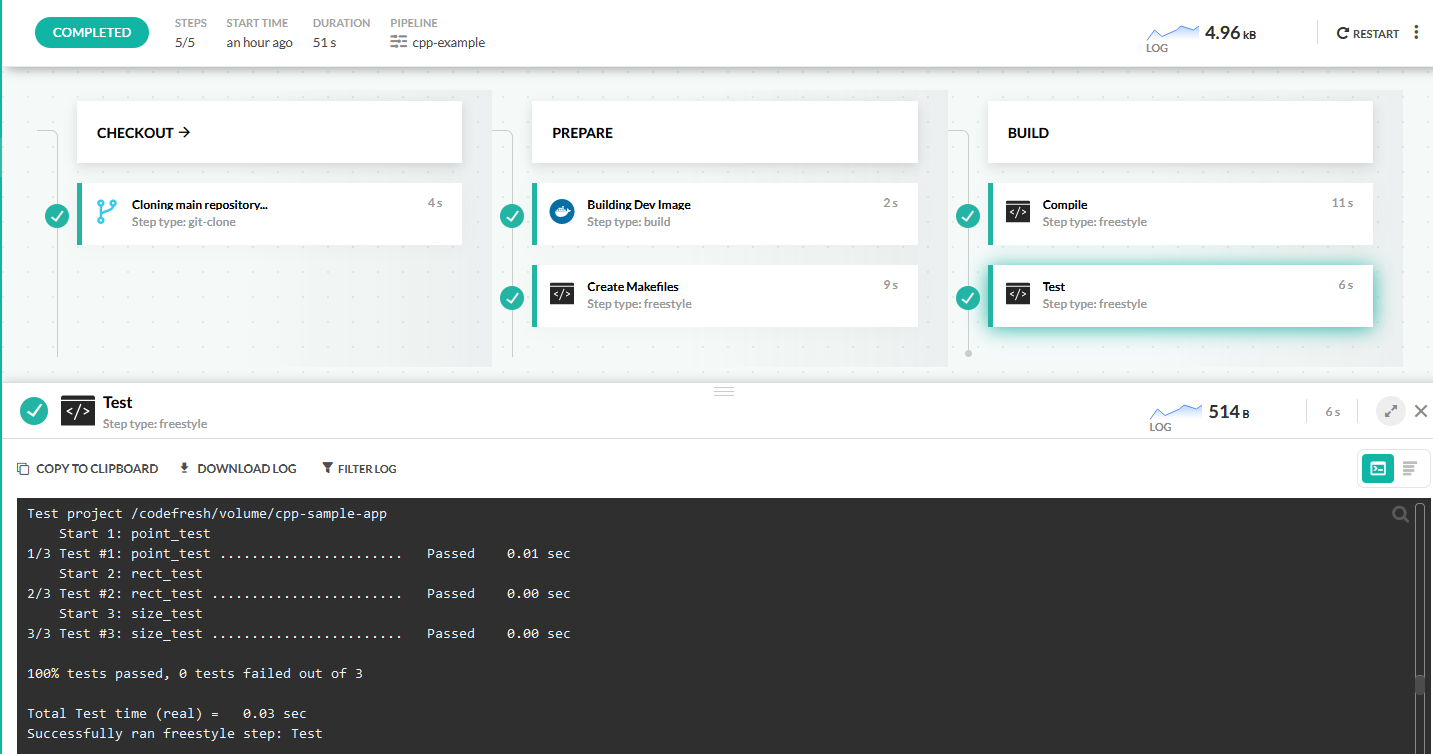 COMPLETED
STEPS
5/5
START TIME
an hour ago
DURATION
51 s
PIPELINE
cpp-example
LOG
4.96 kB
RESTART
CHECKOUT →
PREPARE
BUILD
Cloning main repository...
4 s
Step type: git-clone
Building Dev Image
2 s
Step type: build
Create Makefiles
9 s
Step type: freestyle
Compile
11 s
Step type: freestyle
Test
6 s
Step type: freestyle
Test
Step type: freestyle
LOG
514 B
6 s
COPY TO CLIPBOARD
DOWNLOAD LOG
FILTER LOG
Test project /codefresh/volume/cpp-sample-app
    Start 1: point_test
1/3 Test #1: point_test .......................   Passed    0.01 sec
    Start 2: rect_test
2/3 Test #2: rect_test ........................   Passed    0.00 sec
    Start 3: size_test
3/3 Test #3: size_test ........................   Passed    0.00 sec
100% tests passed, 0 tests failed out of 3
Total Test time (real) =   0.03 sec
Successfully ran freestyle step: Test